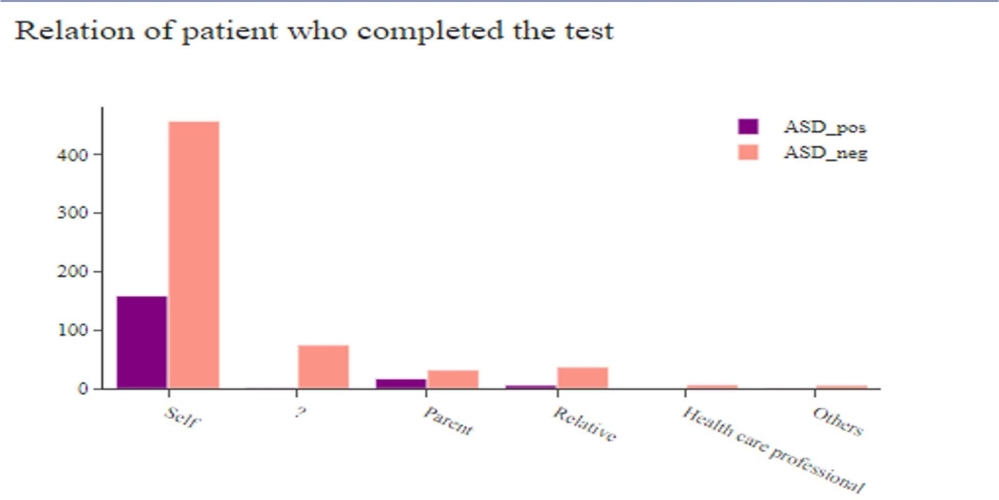 Relation of patient who completed the test
ASD_pos
ASD_neg
400
300
200
100
0
Self
?
Parent
Relative
Health care professional
Others